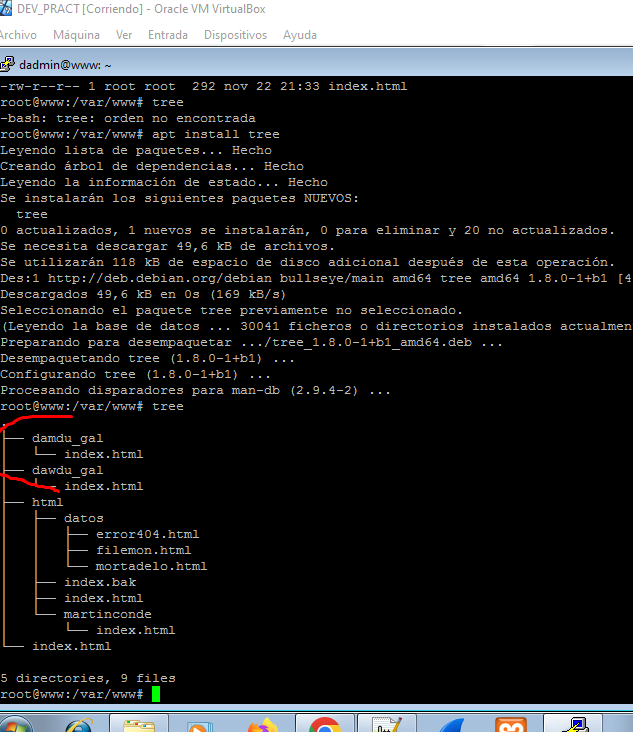 DEV_PRACT [Corriendo] - Oracle VM VirtualBox
Archivo Máquina Ver Entrada Dispositivos Ayuda
dadmin@www: ~
-rw-r--r-- 1 root root  292 nov 22 21:33 index.html
root@www:/var/www# tree
-bash: tree: orden no encontrada
root@www:/var/www# apt install tree
Leyendo lista de paquetes... Hecho
Creando árbol de dependencias... Hecho
Leyendo la información de estado... Hecho
Se instalarán los siguientes paquetes NUEVOS:
  tree
0 actualizados, 1 nuevos se instalarán, 0 para eliminar y 20 no actualizados.
Se necesita descargar 49,6 kB de archivos.
Se utilizarán 118 kB de espacio de disco adicional después de esta operación.
Des:1 http://deb.debian.org/debian bullseye/main amd64 tree amd64 1.8.0-1+b1 [4
Descargados 49,6 kB en 0s (169 kB/s)
Seleccionando el paquete tree previamente no seleccionado.
(Leyendo la base de datos ... 30041 ficheros o directorios instalados actualmen
Preparando para desempaquetar .../tree_1.8.0-1+b1_amd64.deb ...
Desempaquetando tree (1.8.0-1+b1) ...
Configurando tree (1.8.0-1+b1) ...
Procesando disparadores para man-db (2.9.4-2) ...
root@www:/var/www# tree
.
├── damdu_gal
│   └── index.html
├── dawdu_gal
│   └── index.html
├── html
│   ├── datos
│   │   ├── error404.html
│   │   ├── filemon.html
│   │   └── mortadelo.html
│   ├── index.bak
│   ├── index.html
│   └── martinconde
│       └── index.html
└── index.html
5 directories, 9 files
root@www:/var/www#